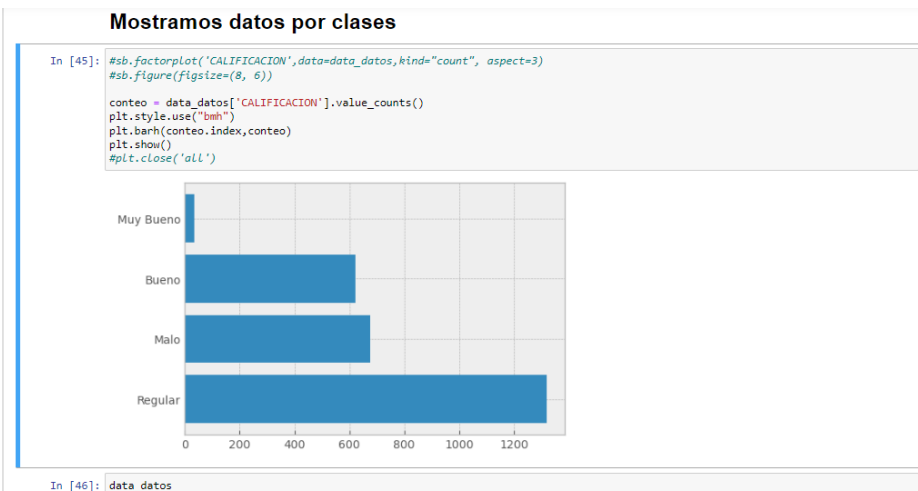 Mostramos datos por clases
In [45]: #sb.factorplot('CALIFICACION',data=data_datos,kind="count", aspect=3)
#sb.figure(figsize=(8, 6))
conteo = data_datos['CALIFICACION'].value_counts()
plt.style.use("bmh")
plt.barh(conteo.index,conteo)
plt.show()
#plt.close('all')
Muy Bueno
Bueno
Malo
Regular
0 200 400 600 800 1000 1200
In [46]: data_datos